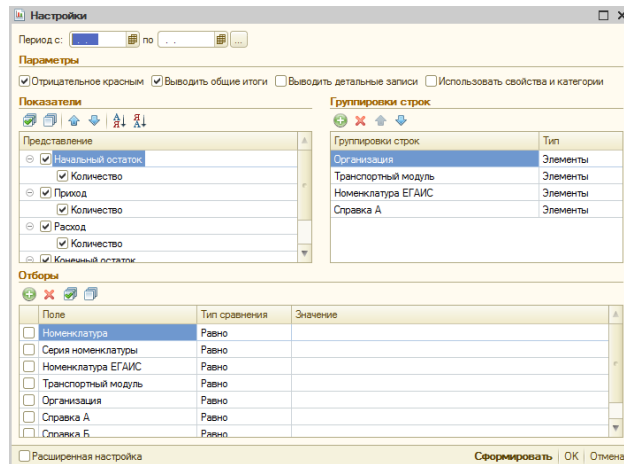 Настройки
Период с: . . по . . ...
Параметры
Отрицательное красным Выводить общие итоги Выводить детальные записи Использовать свойства и категории
Показатели
Представление
Начальный остаток
Количество
Приход
Количество
Расход
Количество
Конечный остаток
Группировки строк
Группировки строк Тип
Организация Элементы
Транспортный модуль Элементы
Номенклатура ЕГАИС Элементы
Справка А Элементы
Отборы
Поле Тип сравнения Значение
Номенклатура Равно
Серия номенклатуры Равно
Номенклатура ЕГАИС Равно
Транспортный модуль Равно
Организация Равно
Справка А Равно
Справка Б Равно
Расширенная настройка Сформировать OK Отмена